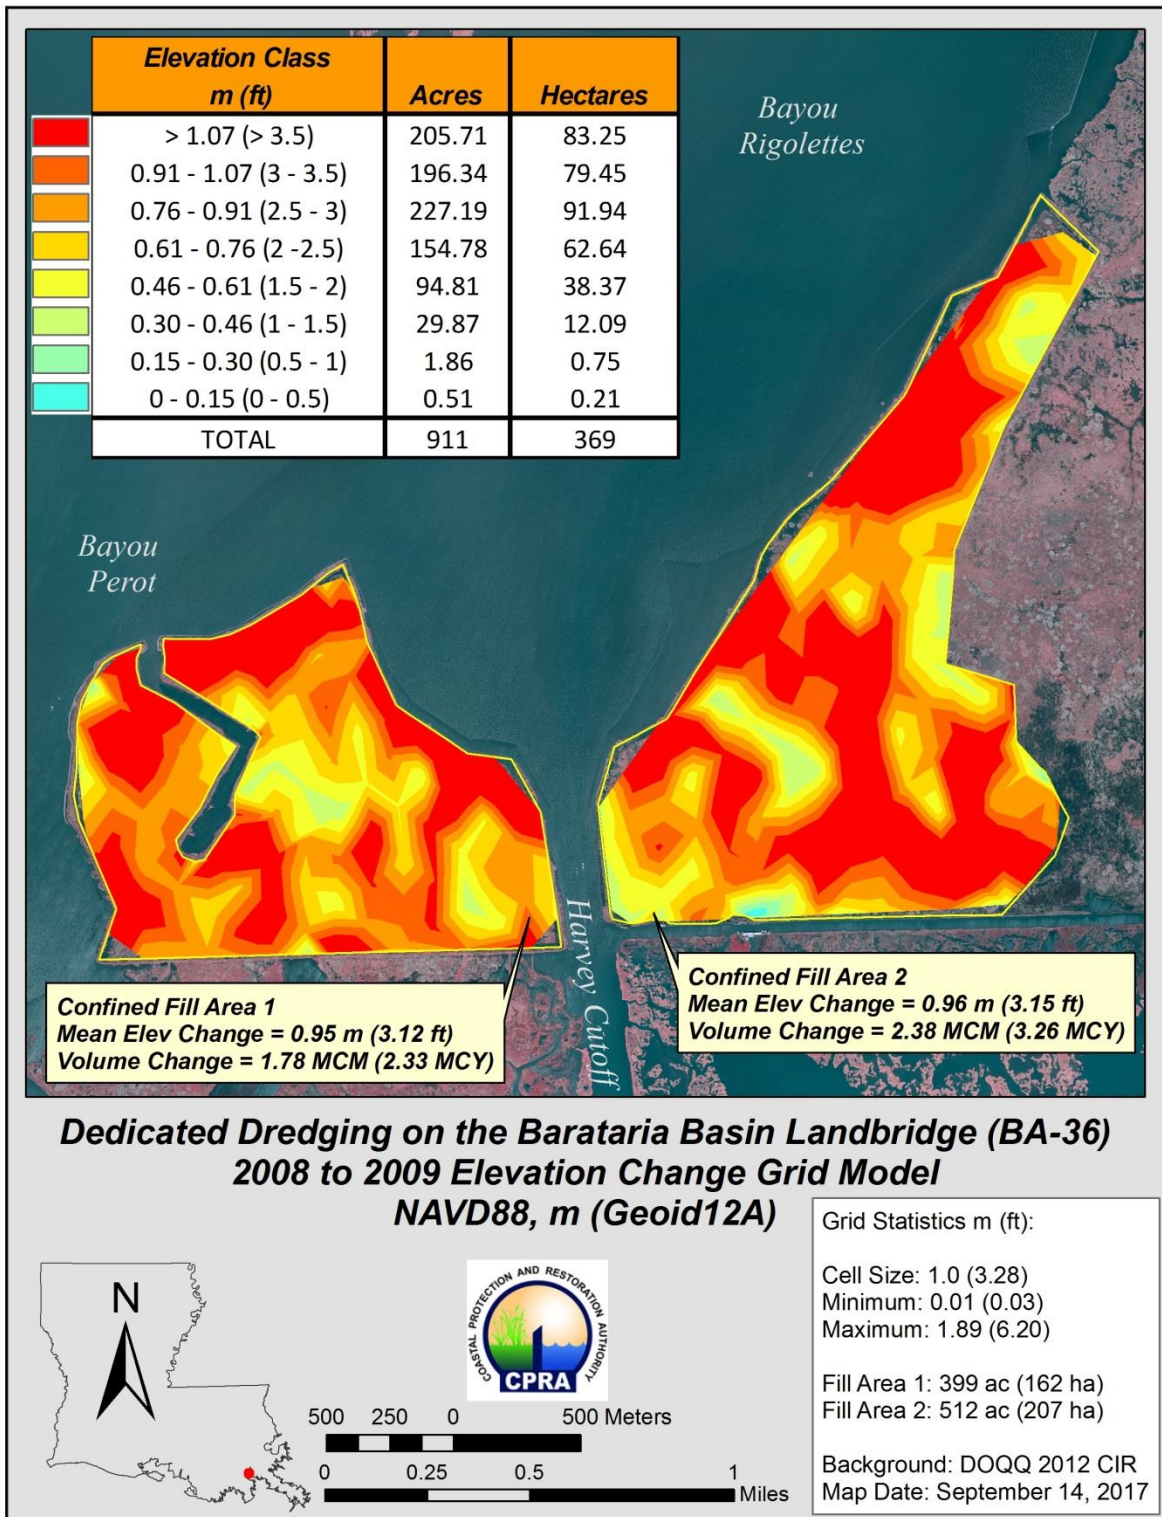 Elevation Class
m (ft) Acres Hectares
> 1.07 (> 3.5) 205.71 83.25
0.91 - 1.07 (3 - 3.5) 196.34 79.45
0.76 - 0.91 (2.5 - 3) 227.19 91.94
0.61 - 0.76 (2 -2.5) 154.78 62.64
0.46 - 0.61 (1.5 - 2) 94.81 38.37
0.30 - 0.46 (1 - 1.5) 29.87 12.09
0.15 - 0.30 (0.5 - 1) 1.86 0.75
0 - 0.15 (0 - 0.5) 0.51 0.21
TOTAL 911 369
Bayou
Rigolettes
Bayou
Perot
Harvey Cutoff
Confined Fill Area 1
Mean Elev Change = 0.95 m (3.12 ft)
Volume Change = 1.78 MCM (2.33 MCY)
Confined Fill Area 2
Mean Elev Change = 0.96 m (3.15 ft)
Volume Change = 2.38 MCM (3.26 MCY)
Dedicated Dredging on the Barataria Basin Landbridge (BA-36)
2008 to 2009 Elevation Change Grid Model
NAVD88, m (Geoid12A)
N
COASTAL PROTECTION AND RESTORATION AUTHORITY
CPRA
500 250 0 500 Meters
0 0.25 0.5 1
Miles
Grid Statistics m (ft):
Cell Size: 1.0 (3.28)
Minimum: 0.01 (0.03)
Maximum: 1.89 (6.20)
Fill Area 1: 399 ac (162 ha)
Fill Area 2: 512 ac (207 ha)
Background: DOQQ 2012 CIR
Map Date: September 14, 2017